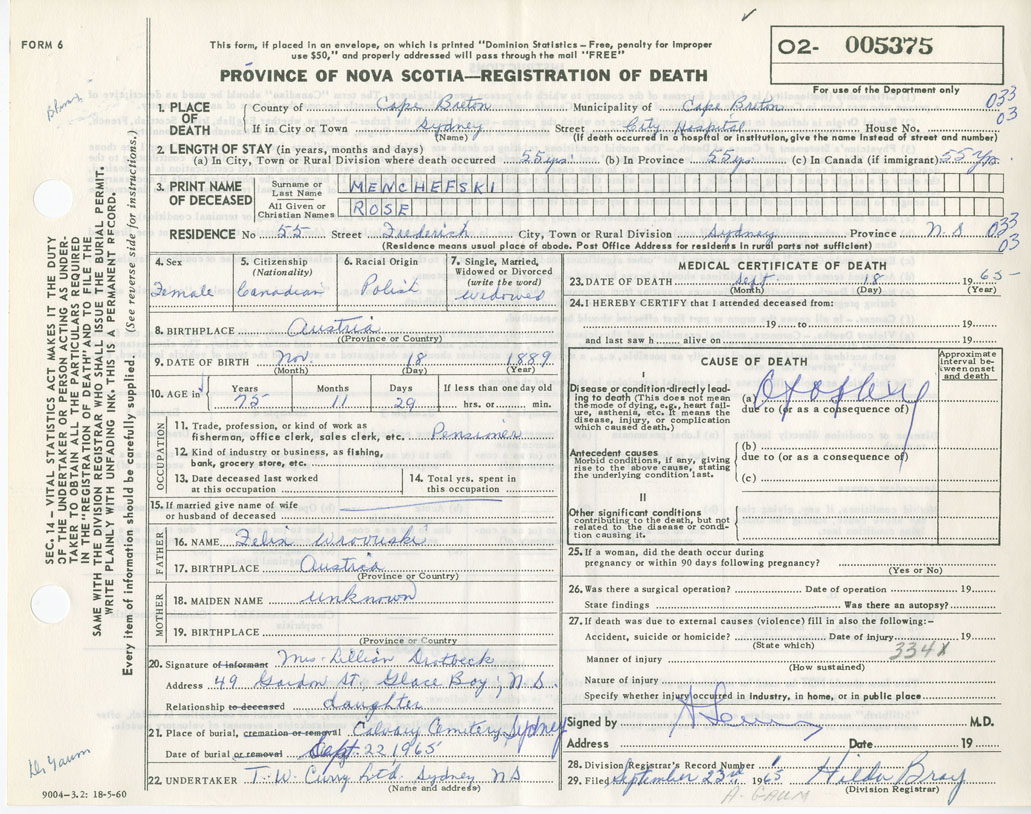 FORM 6
This form, if placed in an envelope, on which is printed "Dominion Statistics – Free, penalty for improper
use $50," and properly addressed will pass through the mail "FREE"
PROVINCE OF NOVA SCOTIA—REGISTRATION OF DEATH
O2- 005375
For use of the Department only
1. PLACE OF DEATH
County of Cape Breton Municipality of Cape Breton 033
03
If in City or Town Sydney Street City Hospital House No.
(Name) (If death occurred in a hospital or institution, give the name instead of street and number)
2. LENGTH OF STAY (in years, months and days)
(a) In City, Town or Rural Division where death occurred 55 yrs. (b) In Province 55 yrs. (c) In Canada (if immigrant) 55 yrs.
3. PRINT NAME OF DECEASED
Surname or Last Name MENCHEFSKI
All Given or Christian Names ROSE
RESIDENCE No 55 Street Frederick City, Town or Rural Division Sydney Province N.S 033
03
(Residence means usual place of abode. Post Office Address for residents in rural parts not sufficient)
4. Sex
Female
5. Citizenship
(Nationality)
Canadian
6. Racial Origin
Polish
7. Single, Married, Widowed or Divorced
(write the word)
widowed
8. BIRTHPLACE Austria
(Province or Country)
9. DATE OF BIRTH Nov. 18 1889
(Month) (Day) (Year)
10. AGE in
Years Months Days If less than one day old
75 11 29 hrs. or min.
OCCUPATION
11. Trade, profession, or kind of work as
fisherman, office clerk, sales clerk, etc. Pensioner
12. Kind of industry or business, as fishing,
bank, grocery store, etc.
13. Date deceased last worked
at this occupation
14. Total yrs. spent in
this occupation
15. If married give name of wife
or husband of deceased
FATHER
16. NAME Felix
17. BIRTHPLACE Austria
(Province or Country)
MOTHER
18. MAIDEN NAME unknown
19. BIRTHPLACE
(Province or Country)
20. Signature of informant Mrs. Lillian
Address 49 Gordon St., Glace Bay, N.S.
Relationship to deceased daughter
21. Place of burial, cremation or removal Calvary Cemetery, Sydney
Date of burial or removal Sept. 22 1965
22. UNDERTAKER T. W. Curry Ltd. Sydney NS
(Name and address)
MEDICAL CERTIFICATE OF DEATH
23. DATE OF DEATH Sept. 18 1965
(Month) (Day) (Year)
24. I HEREBY CERTIFY that I attended deceased from:
19 to 19
and last saw h alive on 19
CAUSE OF DEATH
Approximate interval between onset and death
I
Disease or condition directly leading to death (This does not mean the mode of dying, e.g., heart failure, asthenia, etc. It means the disease, injury, or complication which caused death.)
(a)
due to (or as a consequence of)
Antecedent causes
Morbid conditions, if any, giving rise to the above cause, stating the underlying condition last.
(b)
due to (or as a consequence of)
(c)
II
Other significant conditions
contributing to the death, but not related to the disease or condition causing it.
25. If a woman, did the death occur during
pregnancy or within 90 days following pregnancy?
(Yes or No)
26. Was there a surgical operation? Date of operation 19
State findings Was there an autopsy?
27. If death was due to external causes (violence) fill in also the following:–
Accident, suicide or homicide? Date of injury 19
(State which) 334X
Manner of injury
(How sustained)
Nature of injury
Specify whether injury occurred in industry, in home, or in public place
Signed by M.D.
Address Date 19
28. Division Registrar's Record Number
29. Filed September 23rd 1965 Hilda Bray
(Division Registrar)
A. GAUM
SEC. 14 – VITAL STATISTICS ACT MAKES IT THE DUTY
OF THE UNDERTAKER OR PERSON ACTING AS UNDER-
TAKER TO OBTAIN ALL THE PARTICULARS REQUIRED
IN THE "REGISTRATION OF DEATH" AND TO FILE THE
SAME WITH THE DIVISION REGISTRAR WHO SHALL ISSUE THE BURIAL PERMIT.
WRITE PLAINLY WITH UNFADING INK. THIS IS A PERMANENT RECORD.
Every item of information should be carefully supplied. (See reverse side for instructions.)
Dr Gaum
9004–3.2: 18-5-60